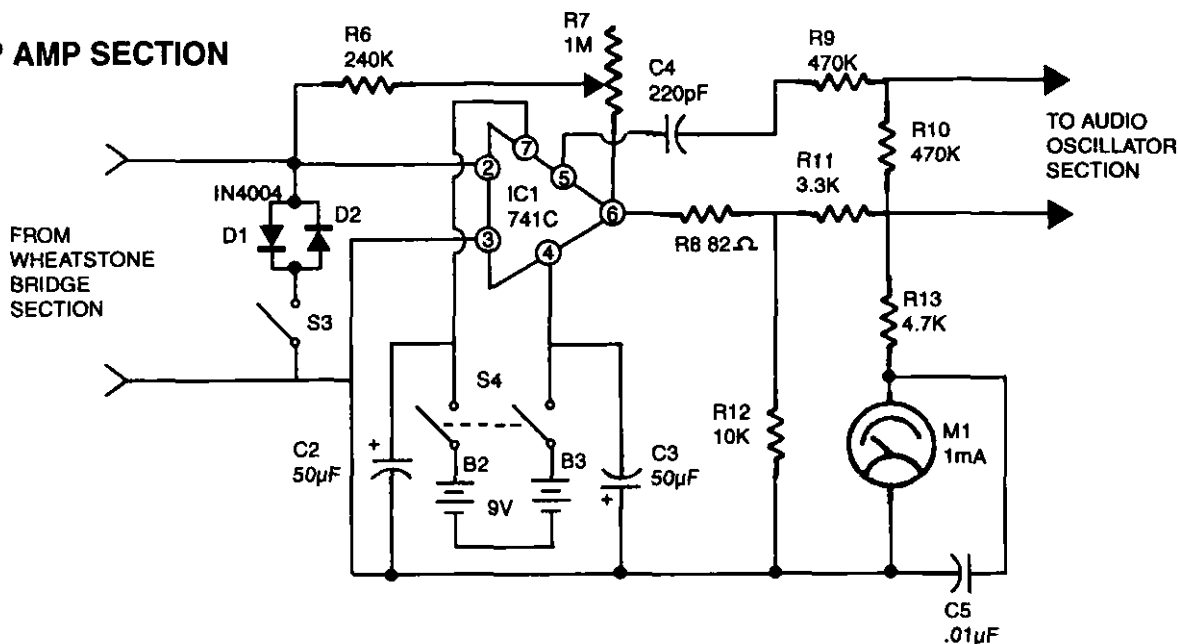 P AMP SECTION
R6
240K
R7
1M
C4
220pF
R9
470K
TO AUDIO
OSCILLATOR
SECTION
R10
470K
R11
3.3K
IN4004
D1
D2
2
7
5
IC1
741C
6
3
4
R8 82Ω
FROM
WHEATSTONE
BRIDGE
SECTION
S3
R13
4.7K
S4
C2
50µF
+
B2
B3
9V
C3
50µF
+
R12
10K
M1
1mA
C5
.01µF